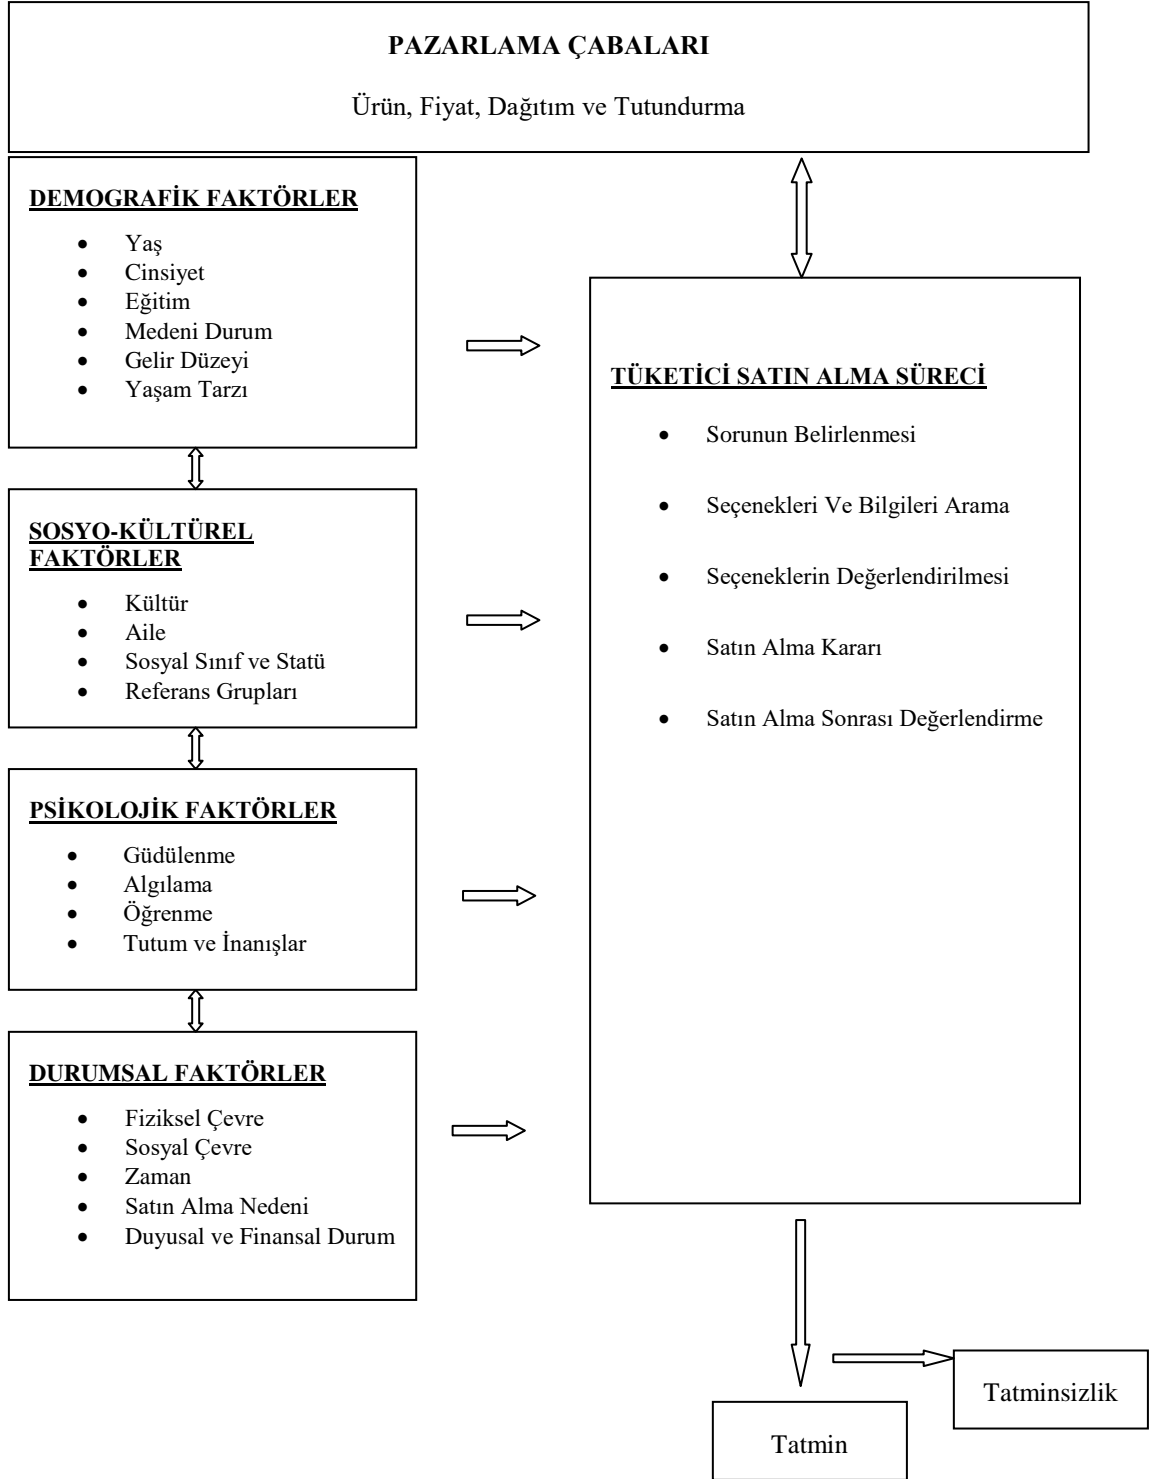 PAZARLAMA ÇABALARI
Ürün, Fiyat, Dağıtım ve Tutundurma
DEMOGRAFİK FAKTÖRLER
• Yaş
• Cinsiyet
• Eğitim
• Medeni Durum
• Gelir Düzeyi
• Yaşam Tarzı
SOSYO-KÜLTÜREL
FAKTÖRLER
• Kültür
• Aile
• Sosyal Sınıf ve Statü
• Referans Grupları
PSİKOLOJİK FAKTÖRLER
• Güdülenme
• Algılama
• Öğrenme
• Tutum ve İnanışlar
DURUMSAL FAKTÖRLER
• Fiziksel Çevre
• Sosyal Çevre
• Zaman
• Satın Alma Nedeni
• Duyusal ve Finansal Durum
TÜKETİCİ SATIN ALMA SÜRECİ
• Sorunun Belirlenmesi
• Seçenekleri Ve Bilgileri Arama
• Seçeneklerin Değerlendirilmesi
• Satın Alma Kararı
• Satın Alma Sonrası Değerlendirme
Tatminsizlik
Tatmin